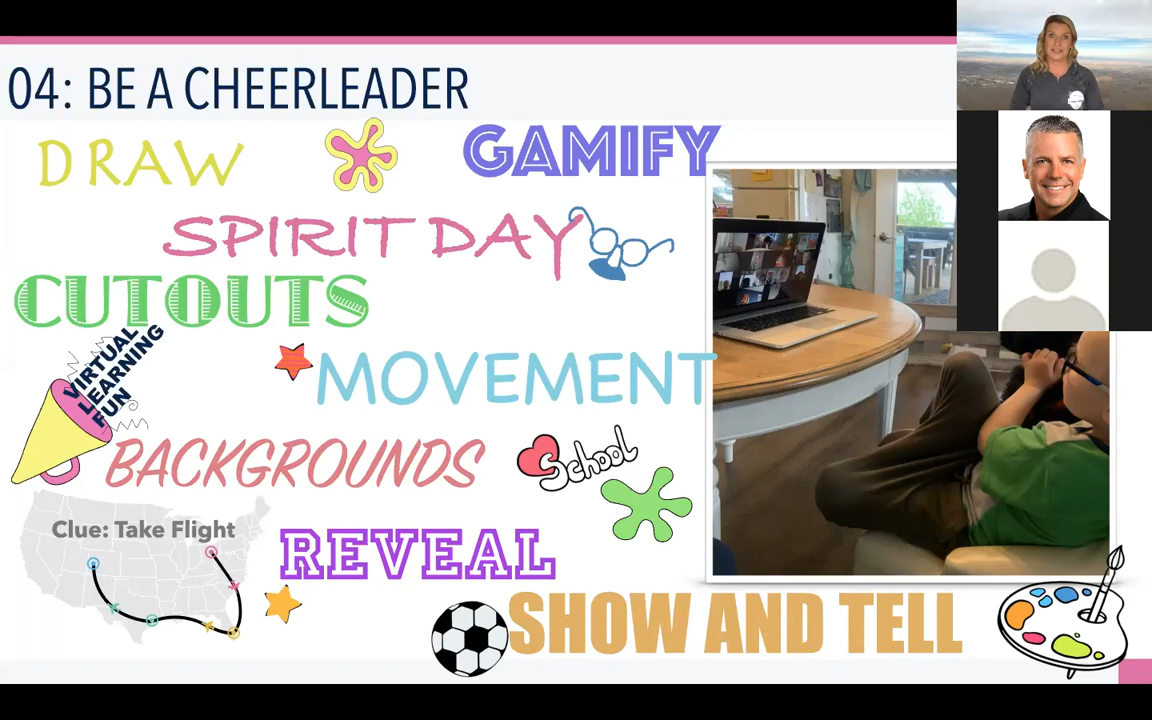 04: BE A CHEERLEADER
DRAW
GAMIFY
SPIRIT DAY
CUTOUTS
VIRTUAL
LEARNING
FUN
MOVEMENT
BACKGROUNDS
School
Clue: Take Flight
REVEAL
SHOW AND TELL